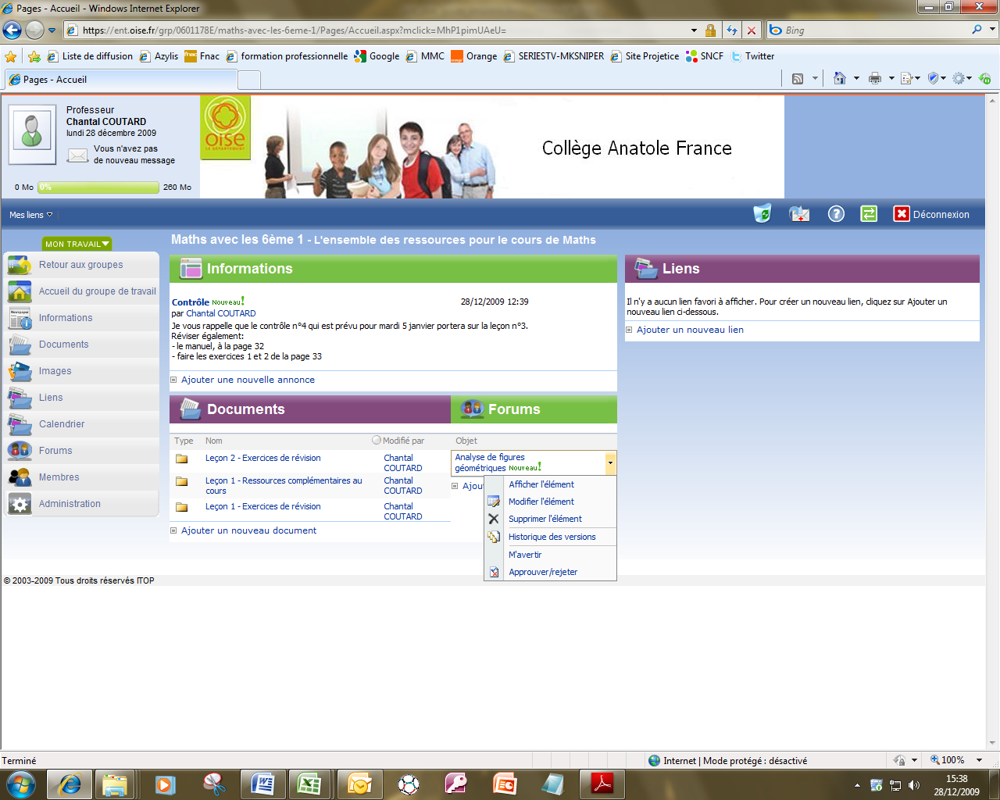 Pages - Accueil - Windows Internet Explorer
https://ent.oise.fr/grp/0601178E/maths-avec-les-6eme-1/Pages/Accueil.aspx?mclick=MhP1pimUAeU=
Bing
Liste de diffusion Azylis Fnac formation professionnelle Google MMC Orange SERIESTV-MKSNIPER Site Projetice SNCF Twitter
Pages - Accueil
Professeur
Chantal COUTARD
lundi 28 décembre 2009
Vous n'avez pas
de nouveau message
0 Mo 0% 260 Mo
OISE
LE DÉPARTEMENT
Collège Anatole France
Mes liens
Déconnexion
MON TRAVAIL
Retour aux groupes
Accueil du groupe de travail
Informations
Documents
Images
Liens
Calendrier
Forums
Membres
Administration
Maths avec les 6ème 1 - L'ensemble des ressources pour le cours de Maths
Informations
Contrôle Nouveau! 28/12/2009 12:39
par Chantal COUTARD
Je vous rappelle que le contrôle n°4 qui est prévu pour mardi 5 janvier portera sur la leçon n°3.
Réviser également:
- le manuel, à la page 32
- faire les exercices 1 et 2 de la page 33
Ajouter une nouvelle annonce
Liens
Il n'y a aucun lien favori à afficher. Pour créer un nouveau lien, cliquez sur Ajouter un
nouveau lien ci-dessous.
Ajouter un nouveau lien
Documents
Type Nom Modifié par
Leçon 2 - Exercices de révision Chantal
COUTARD
Leçon 1 - Ressources complémentaires au
cours Chantal
COUTARD
Leçon 1 - Exercices de révision Chantal
COUTARD
Ajouter un nouveau document
Forums
Objet
Analyse de figures
géométriques Nouveau!
Ajou
Afficher l'élément
Modifier l'élément
Supprimer l'élément
Historique des versions
M'avertir
Approuver/rejeter
© 2003-2009 Tous droits réservés ITOP
Terminé
Internet | Mode protégé : désactivé
100%
15:38
28/12/2009